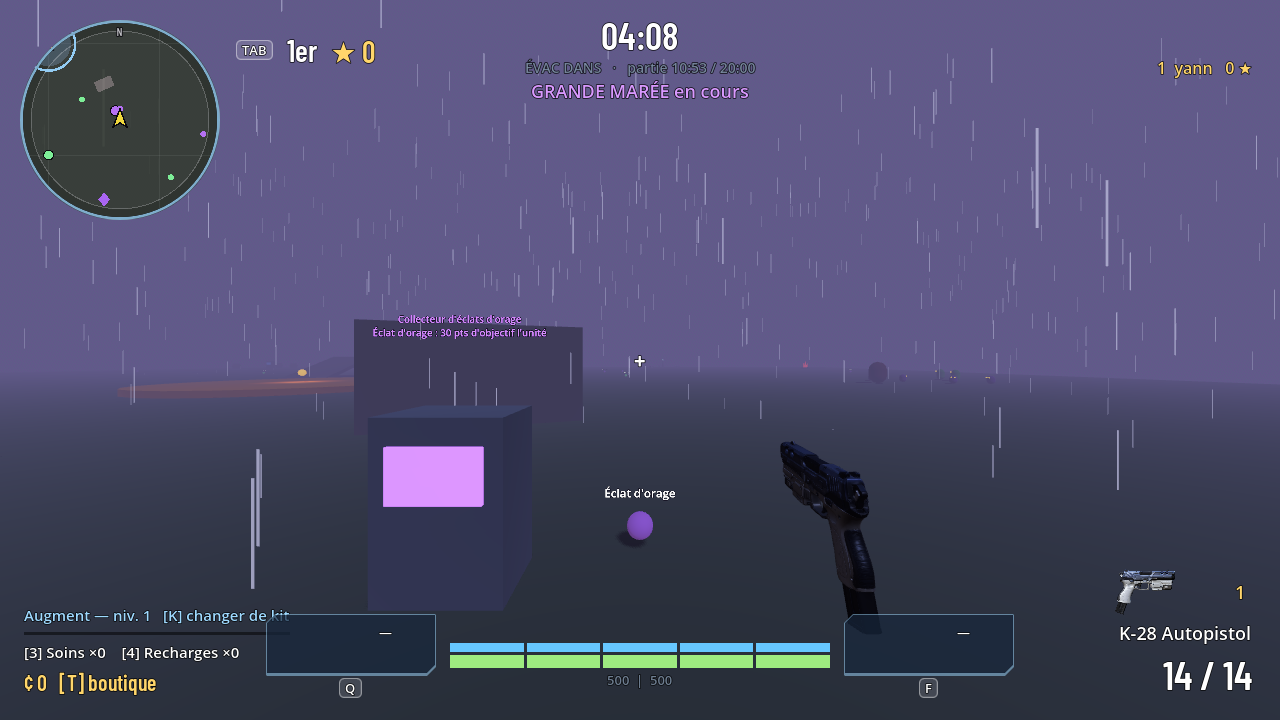 N
TAB 1er ★ 0
04:08
ÉVAC DANS · partie 10:53 / 20:00
GRANDE MARÉE en cours
1 yann 0 ★
Collecteur d'éclats d'orage
Éclat d'orage : 30 pts d'objectif l'unité
Éclat d'orage
Augment — niv. 1 [K] changer de kit
[3] Soins ×0 [4] Recharges ×0
¢ 0 [T] boutique
—
Q
500 | 500
—
F
1
K-28 Autopistol
14 / 14